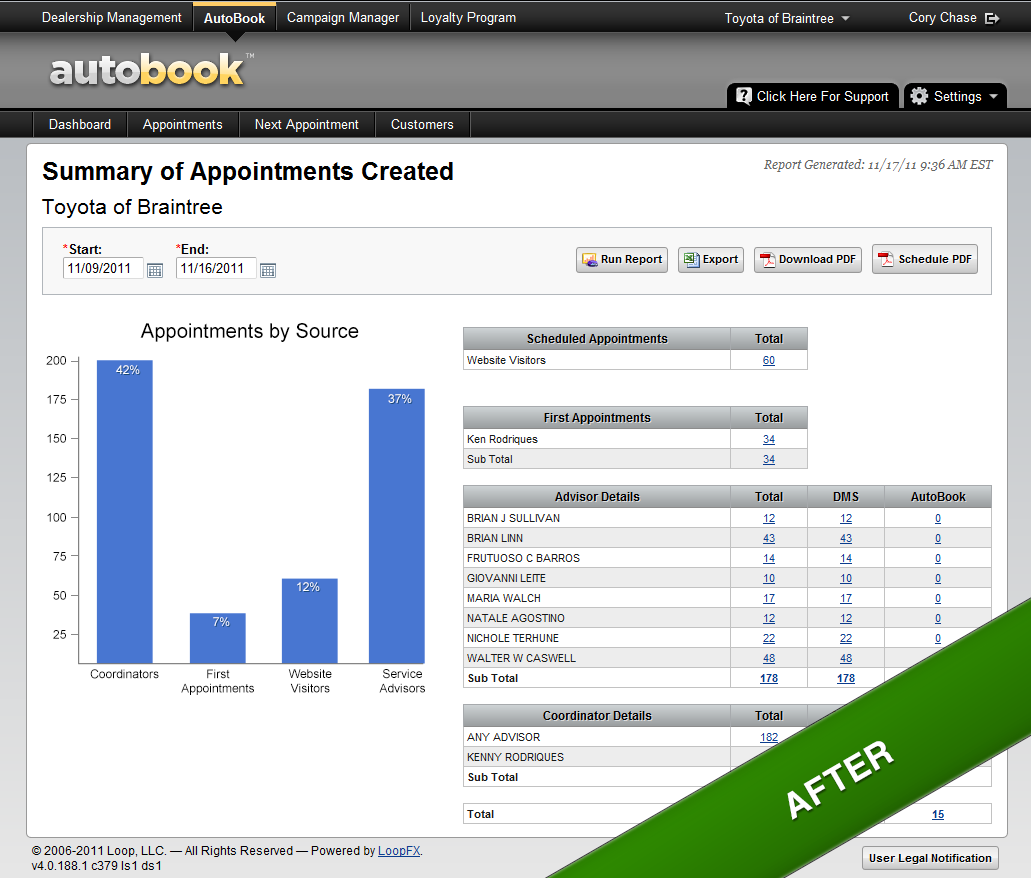 Dealership Management AutoBook Campaign Manager Loyalty Program Toyota of Braintree Cory Chase
autobook™
Click Here For Support Settings
Dashboard Appointments Next Appointment Customers
Summary of Appointments Created
Report Generated: 11/17/11 9:36 AM EST
Toyota of Braintree
*Start: *End:
11/09/2011 11/16/2011 Run Report Export Download PDF Schedule PDF
Appointments by Source
200
175
150
125
100
75
50
25
42%
7%
12%
37%
Coordinators
First
Appointments
Website
Visitors
Service
Advisors
Scheduled Appointments Total
Website Visitors 60
First Appointments Total
Ken Rodriques 34
Sub Total 34
Advisor Details Total DMS AutoBook
BRIAN J SULLIVAN 12 12 0
BRIAN LINN 43 43 0
FRUTUOSO C BARROS 14 14 0
GIOVANNI LEITE 10 10 0
MARIA WALCH 17 17 0
NATALE AGOSTINO 12 12 0
NICHOLE TERHUNE 22 22 0
WALTER W CASWELL 48 48
Sub Total 178 178
Coordinator Details Total
ANY ADVISOR 182
KENNY RODRIQUES
Sub Total
Total 15
AFTER
© 2006-2011 Loop, LLC. — All Rights Reserved — Powered by LoopFX.
v4.0.188.1 c379 ls1 ds1
User Legal Notification